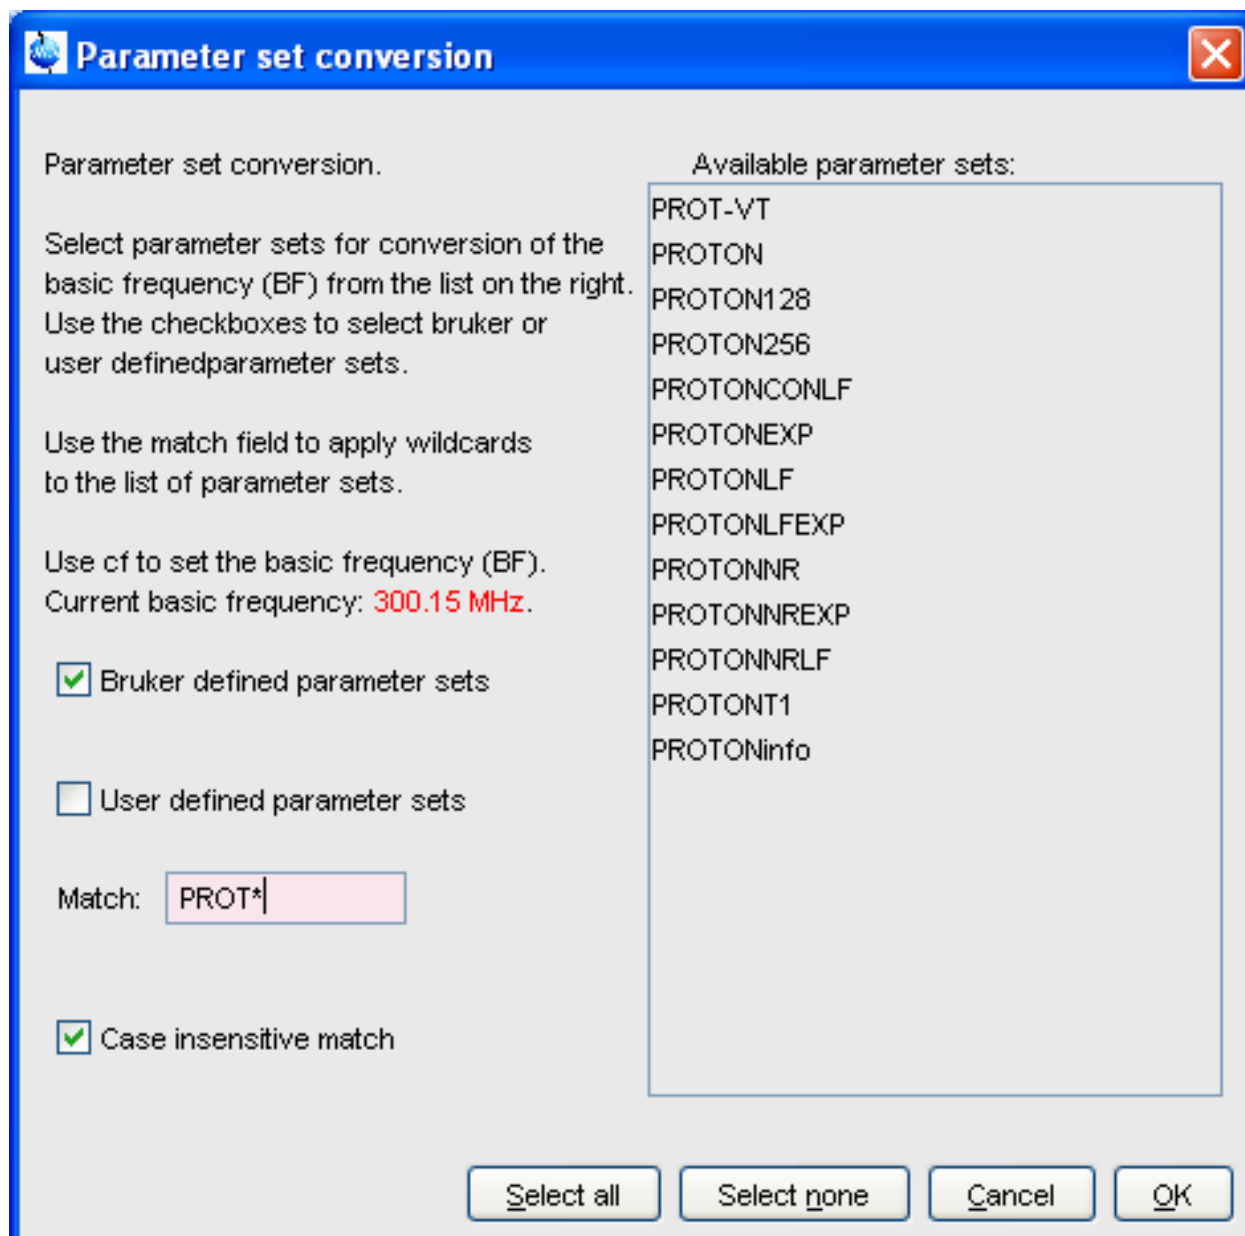 Parameter set conversion
Parameter set conversion.
Select parameter sets for conversion of the
basic frequency (BF) from the list on the right.
Use the checkboxes to select bruker or
user definedparameter sets.
Use the match field to apply wildcards
to the list of parameter sets.
Use cf to set the basic frequency (BF).
Current basic frequency: 300.15 MHz.
Bruker defined parameter sets
User defined parameter sets
Match: PROT*
Case insensitive match
Available parameter sets:
PROT-VT
PROTON
PROTON128
PROTON256
PROTONCONLF
PROTONEXP
PROTONLF
PROTONLFEXP
PROTONNR
PROTONNREXP
PROTONNRLF
PROTONT1
PROTONinfo
Select all Select none Cancel OK